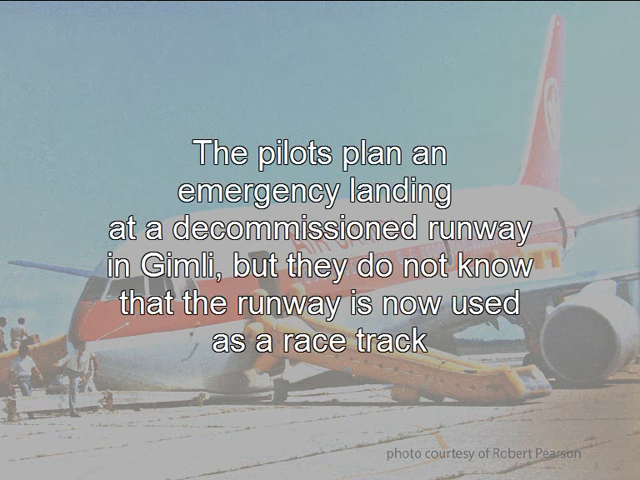 The pilots plan an
emergency landing
at a decommissioned runway
in Gimli, but they do not know
that the runway is now used
as a race track
photo courtesy of Robert Pearson